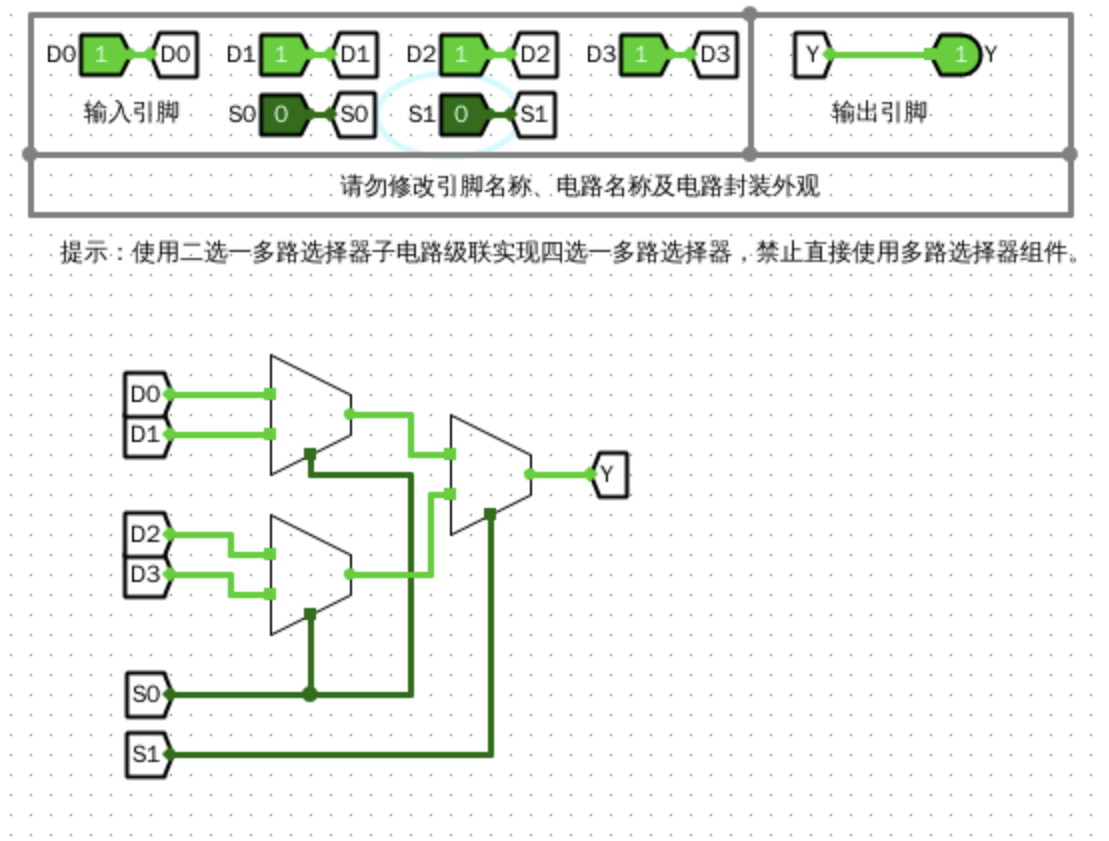 D0 1 D0 D1 1 D1 D2 1 D2 D3 1 D3 Y 1 Y
输入引脚 S0 0 S0 S1 0 S1 输出引脚
请勿修改引脚名称、电路名称及电路封装外观
提示：使用二选一多路选择器子电路级联实现四选一多路选择器，禁止直接使用多路选择器组件。
D0
D1
Y
D2
D3
S0
S1